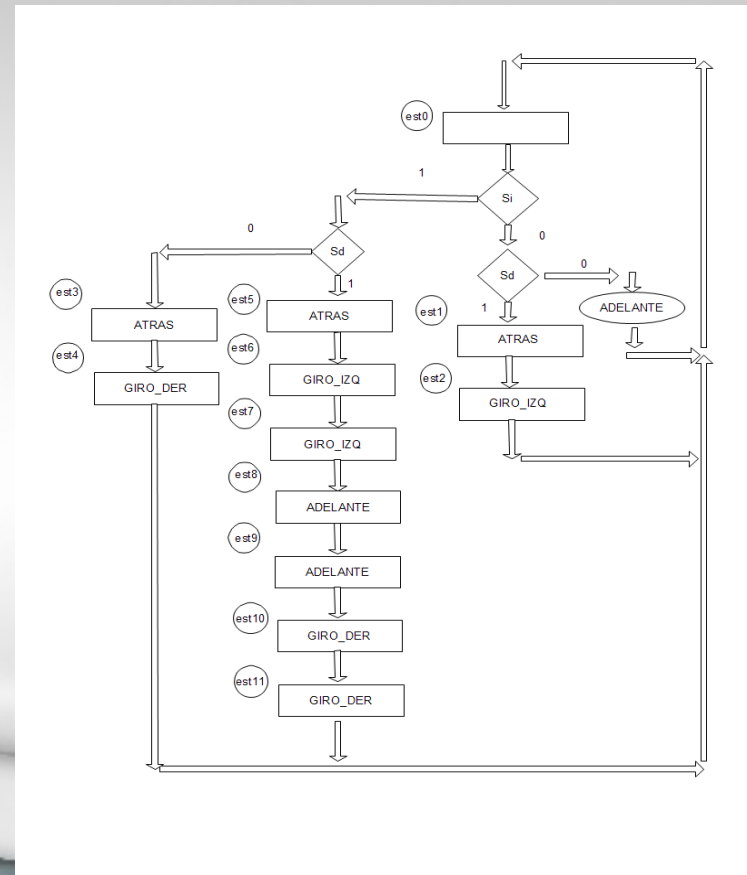 est0
1
Si
0
Sd
0
0
Sd
1
1
est3
est5
est1
ADELANTE
ATRAS
ATRAS
ATRAS
est4
est6
est2
GIRO_DER
GIRO_IZQ
GIRO_IZQ
est7
GIRO_IZQ
est8
ADELANTE
est9
ADELANTE
est10
GIRO_DER
est11
GIRO_DER